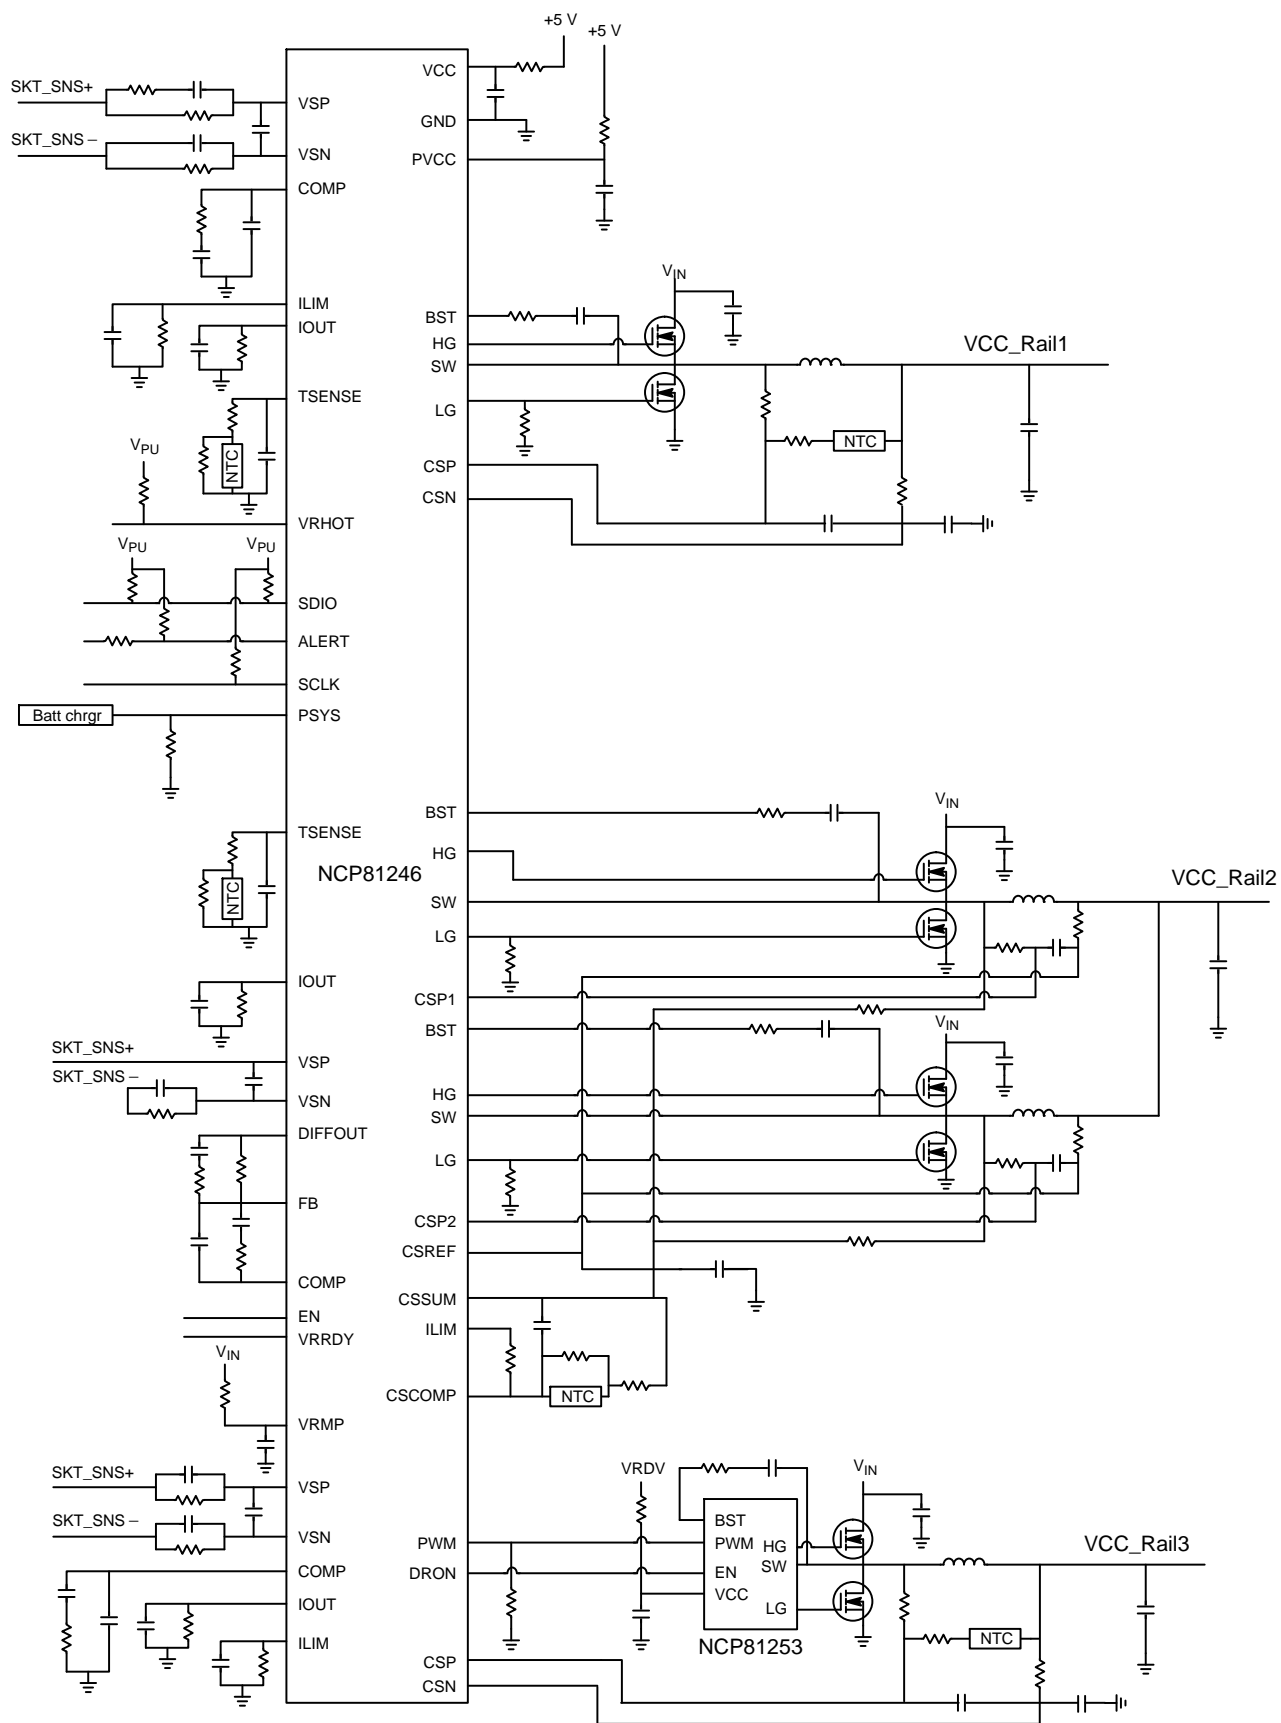 +5 V
+5 V
SKT_SNS+
VSP
VCC
SKT_SNS−
GND
VSN
PVCC
COMP
V_IN
ILIM
IOUT
BST
HG
SW
VCC_Rail1
TSENSE
LG
V_PU
NTC
NTC
CSP
CSN
VRHOT
V_PU
V_PU
SDIO
ALERT
SCLK
Batt chrgr
PSYS
V_IN
BST
TSENSE
HG
NTC
NCP81246
VCC_Rail2
SW
LG
IOUT
CSP1
BST
V_IN
SKT_SNS+
VSP
SKT_SNS−
VSN
HG
SW
DIFFOUT
LG
FB
CSP2
CSREF
COMP
CSSUM
EN
ILIM
VRRDY
V_IN
CSCOMP
NTC
VRMP
SKT_SNS+
VSP
VRDV
V_IN
BST
SKT_SNS−
VSN
PWM
PWM
HG
VCC_Rail3
COMP
DRON
EN
SW
VCC
IOUT
LG
ILIM
NCP81253
NTC
CSP
CSN